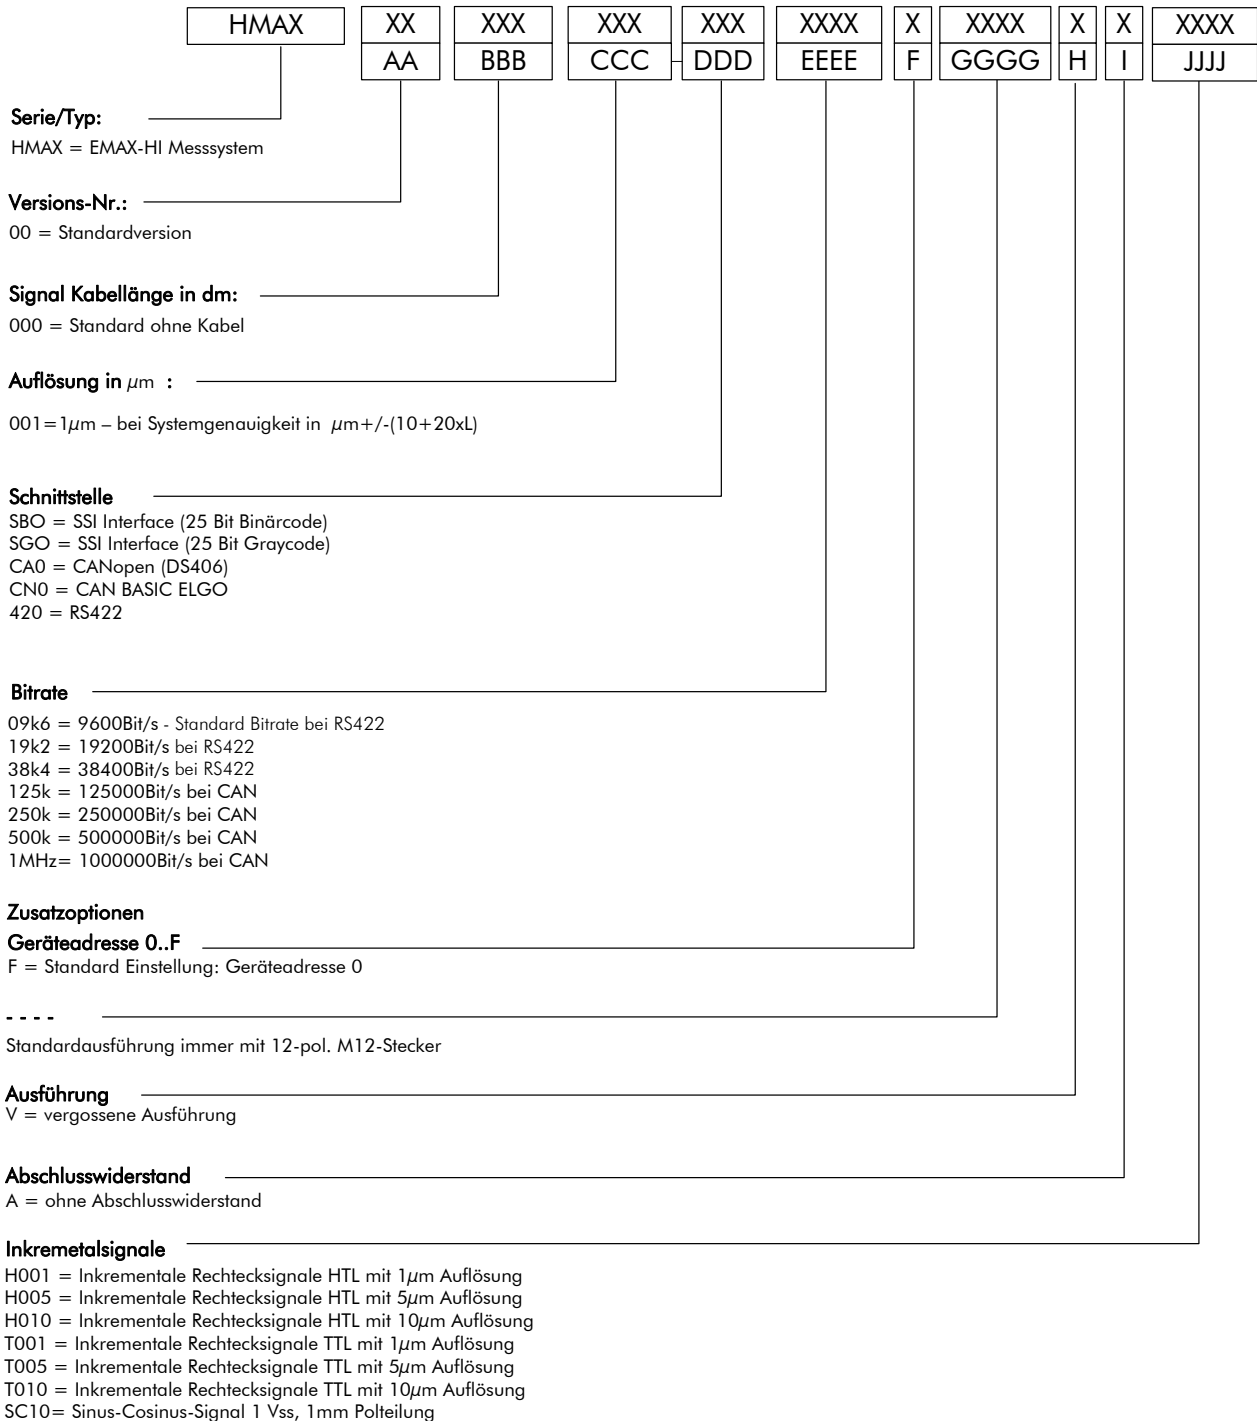 HMAX XX XXX XXX XXX XXXX X XXXX X X XXXX
AA BBB CCC DDD EEEE F GGGG H I JJJJ
Serie/Typ:
HMAX = EMAX-HI Messsystem
Versions-Nr.:
00 = Standardversion
Signal Kabellänge in dm:
000 = Standard ohne Kabel
Auflösung in µm :
001=1µm – bei Systemgenauigkeit in µm+/-(10+20xL)
Schnittstelle
SBO = SSI Interface (25 Bit Binärcode)
SGO = SSI Interface (25 Bit Graycode)
CA0 = CANopen (DS406)
CN0 = CAN BASIC ELGO
420 = RS422
Bitrate
09k6 = 9600Bit/s - Standard Bitrate bei RS422
19k2 = 19200Bit/s bei RS422
38k4 = 38400Bit/s bei RS422
125k = 125000Bit/s bei CAN
250k = 250000Bit/s bei CAN
500k = 500000Bit/s bei CAN
1MHz= 1000000Bit/s bei CAN
Zusatzoptionen
Geräteadresse 0..F
F = Standard Einstellung: Geräteadresse 0
- - - -
Standardausführung immer mit 12-pol. M12-Stecker
Ausführung
V = vergossene Ausführung
Abschlusswiderstand
A = ohne Abschlusswiderstand
Inkremetalsignale
H001 = Inkrementale Rechtecksignale HTL mit 1µm Auflösung
H005 = Inkrementale Rechtecksignale HTL mit 5µm Auflösung
H010 = Inkrementale Rechtecksignale HTL mit 10µm Auflösung
T001 = Inkrementale Rechtecksignale TTL mit 1µm Auflösung
T005 = Inkrementale Rechtecksignale TTL mit 5µm Auflösung
T010 = Inkrementale Rechtecksignale TTL mit 10µm Auflösung
SC10= Sinus-Cosinus-Signal 1 Vss, 1mm Polteilung